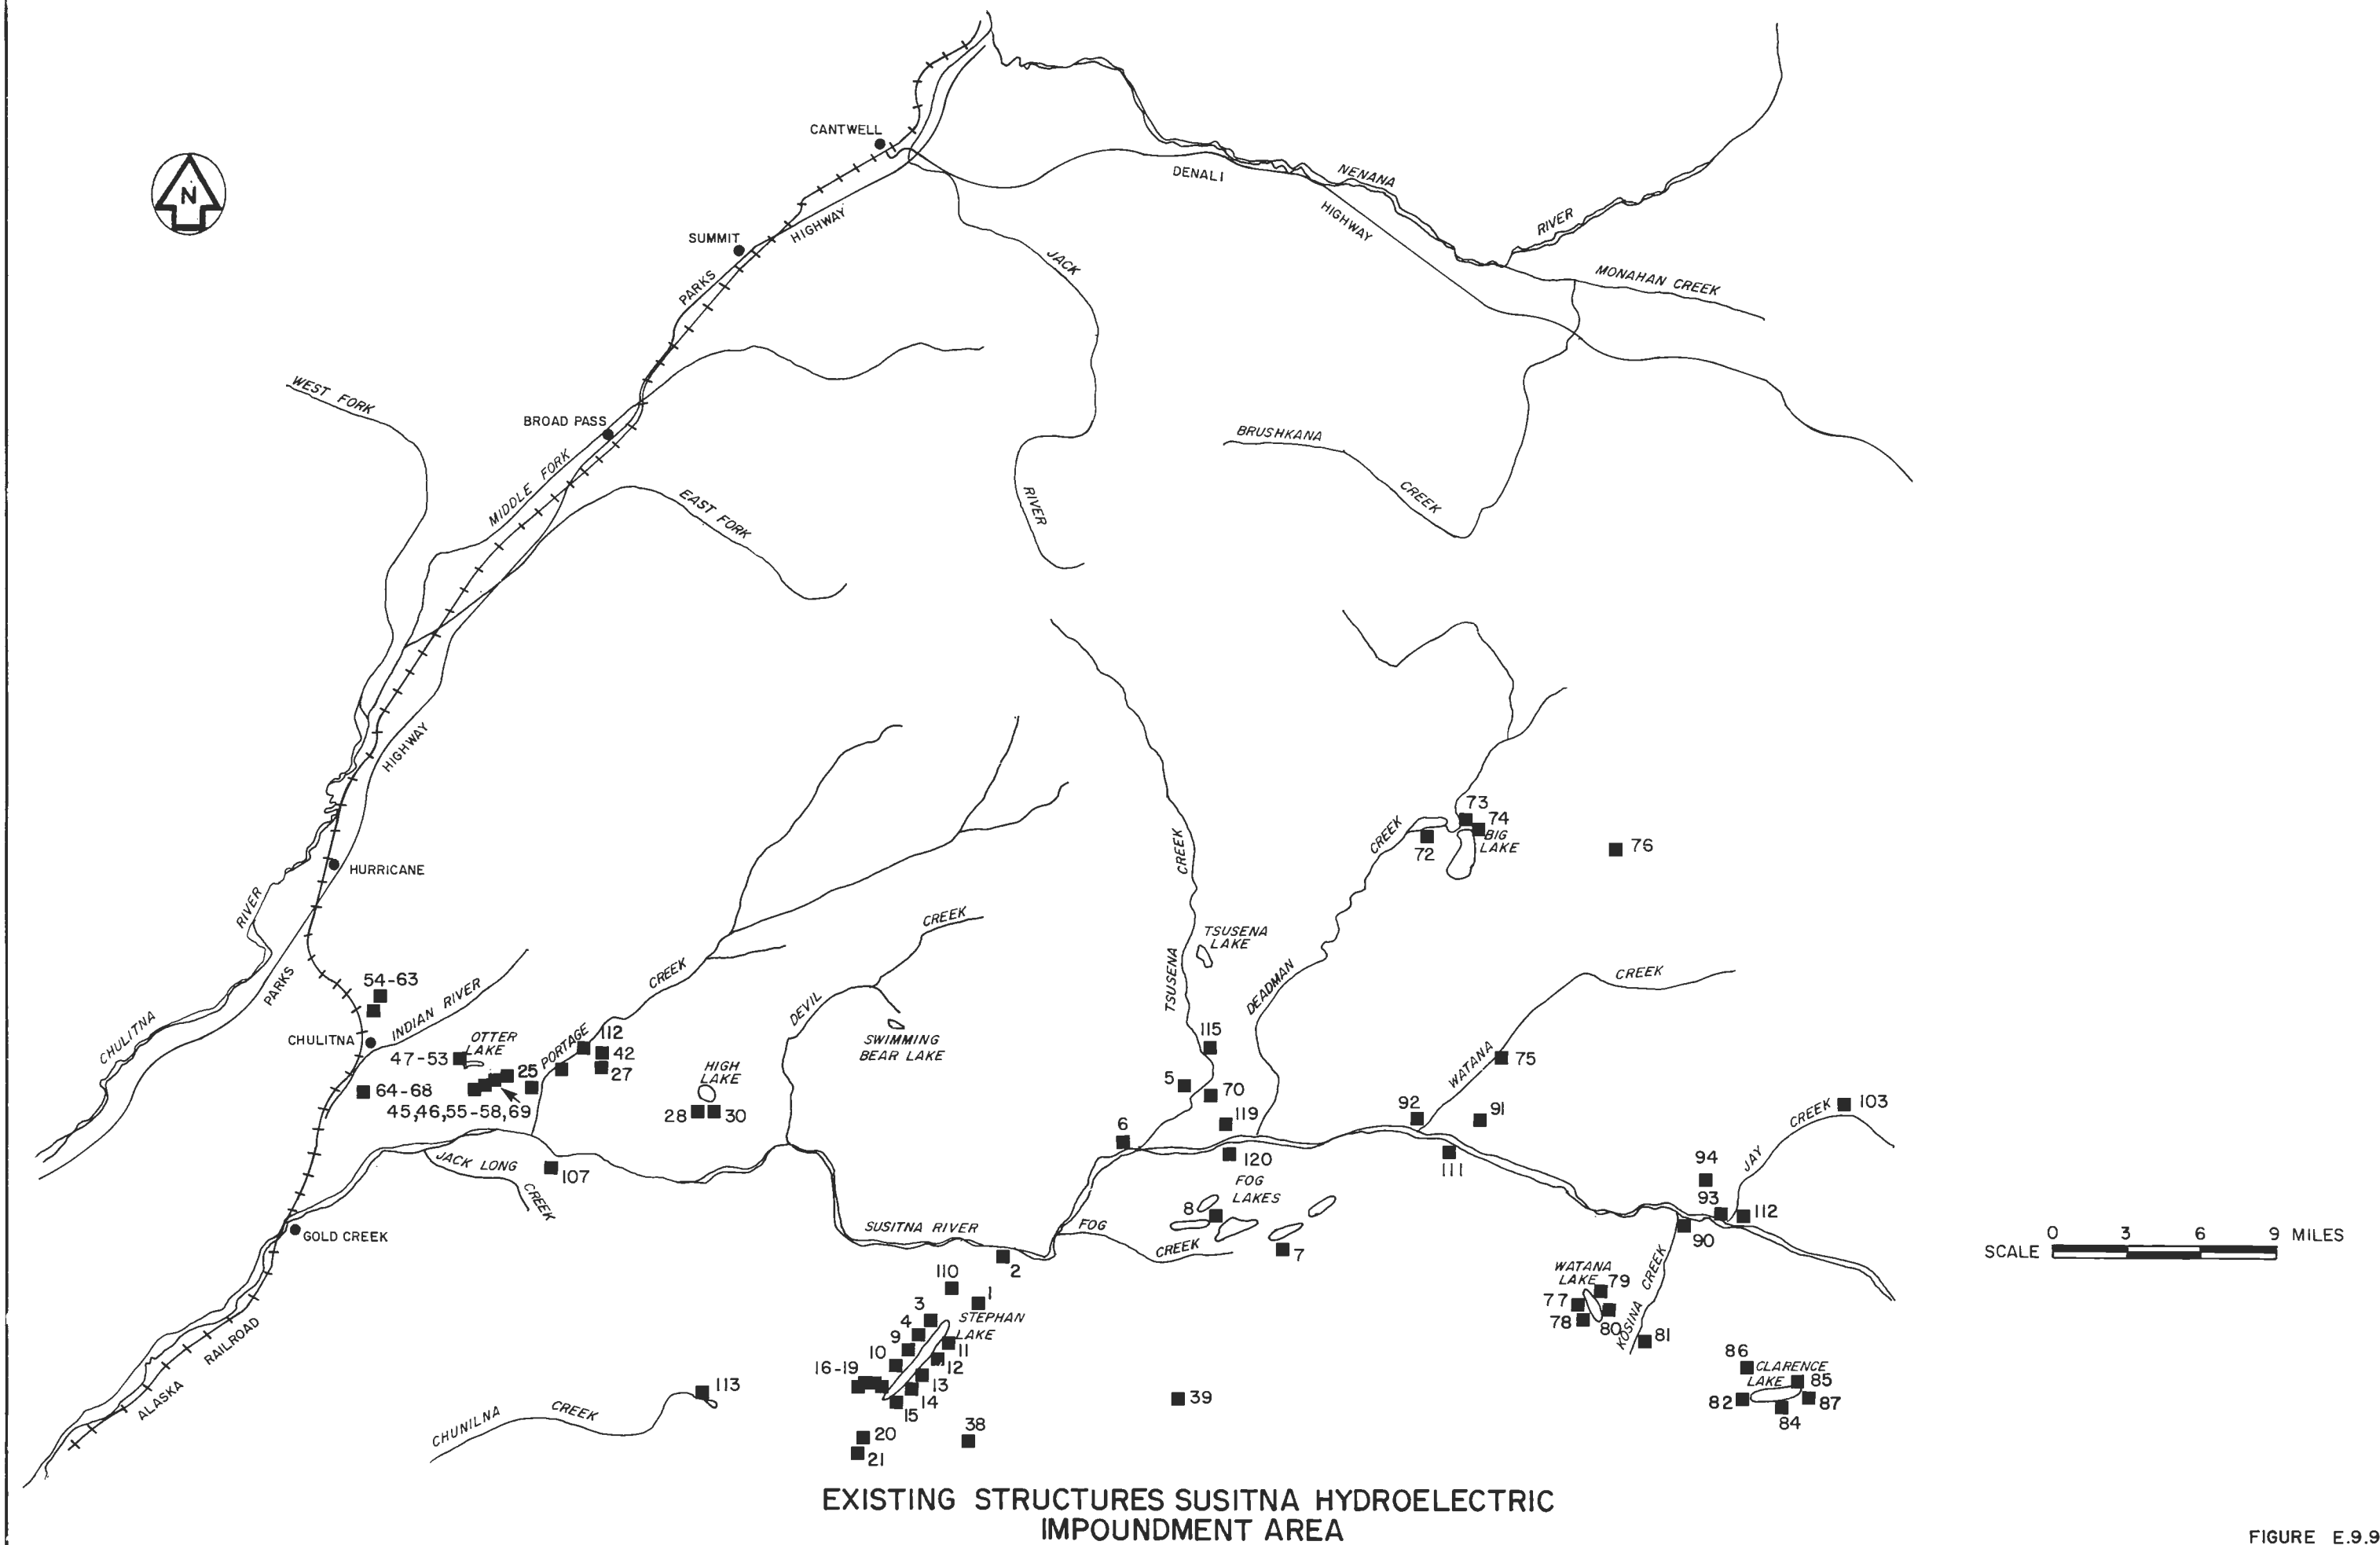 CANTWELL
N
DENALI
NENANA
HIGHWAY
RIVER
HIGHWAY
SUMMIT
JACK
PARKS
MONAHAN CREEK
WEST FORK
BROAD PASS
BRUSHKANA
MIDDLE FORK
EAST FORK
RIVER
CREEK
HIGHWAY
73
74
BIG
LAKE
CREEK
72
76
CREEK
HURRICANE
RIVER
CREEK
TSUSENA
LAKE
TSUSENA
DEADMAN
CREEK
CREEK
PARKS
54-63
INDIAN RIVER
DEVIL
SWIMMING
BEAR LAKE
CHULITNA
CHULITNA
OTTER
LAKE
47-53
PORTAGE
112
42
27
25
115
WATANA
75
64-68
45,46,55-58,69
HIGH
LAKE
28
30
5
70
119
6
92
91
CREEK
103
120
111
JACK LONG
CREEK
107
FOG
LAKES
94
JAY
93
112
8
SUSITNA RIVER
FOG
CREEK
7
90
GOLD CREEK
0 3 6 9 MILES
SCALE
2
110
1
WATANA
LAKE
79
KOSINA CREEK
77
78
80
81
3
STEPHAN
LAKE
4
9
11
10
12
16-19
13
14
15
RAILROAD
ALASKA
86
CLARENCE
LAKE
85
82
87
84
113
39
CHUNILNA
CREEK
20
38
21
EXISTING STRUCTURES SUSITNA HYDROELECTRIC
IMPOUNDMENT AREA
FIGURE E.9.9